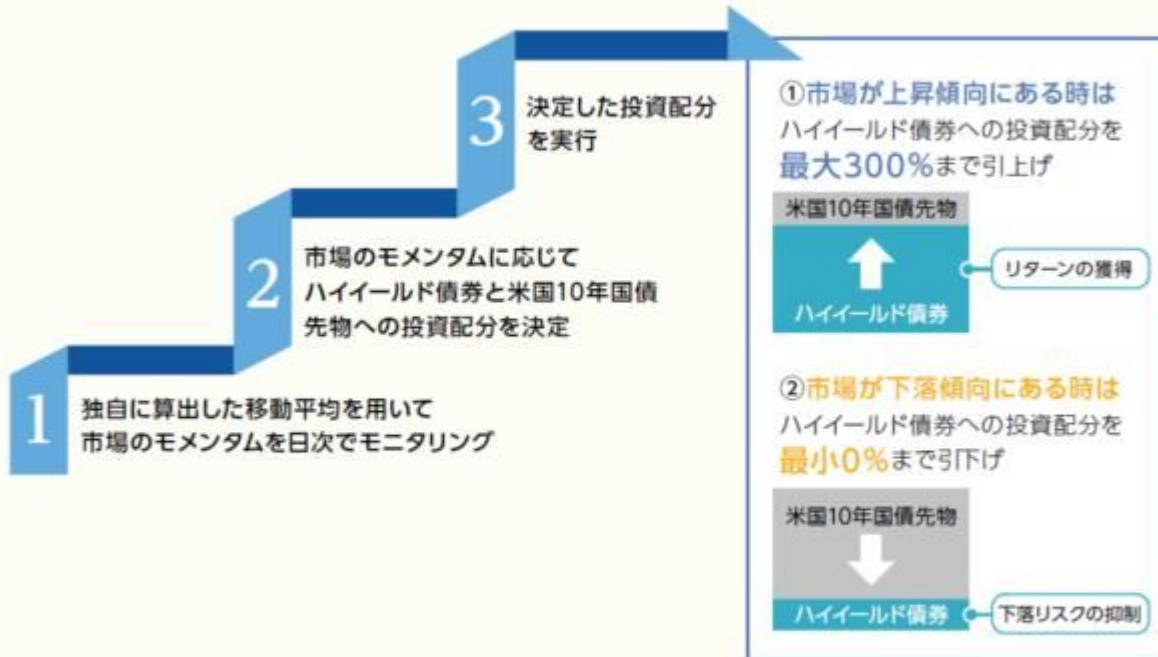 1
独自に算出した移動平均を用いて
市場のモメンタムを日次でモニタリング
2
市場のモメンタムに応じて
ハイイールド債券と米国10年国債
先物への投資配分を決定
3
決定した投資配分
を実行
①市場が上昇傾向にある時は
ハイイールド債券への投資配分を
最大300%まで引上げ
米国10年国債先物
リターンの獲得
ハイイールド債券
②市場が下落傾向にある時は
ハイイールド債券への投資配分を
最小0%まで引下げ
米国10年国債先物
ハイイールド債券
下落リスクの抑制